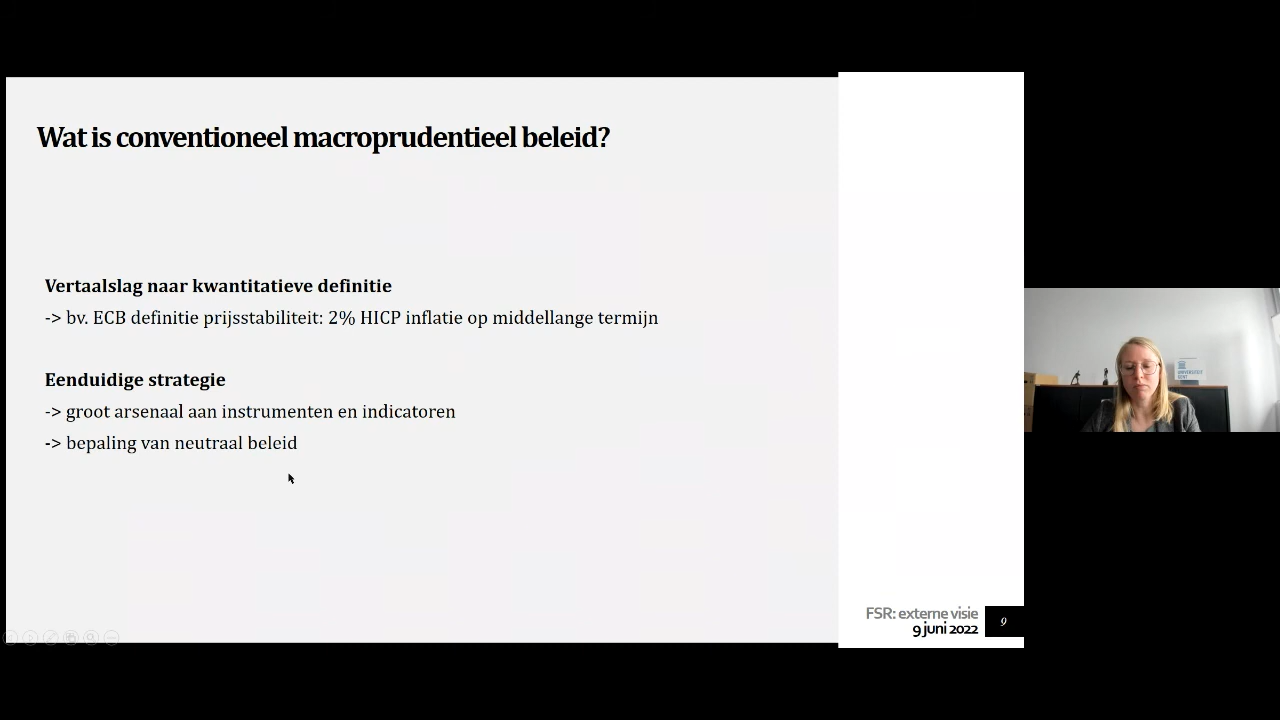 Wat is conventioneel macroprudentieel beleid?
Vertaalslag naar kwantitatieve definitie
-> bv. ECB definitie prijsstabiliteit: 2% HICP inflatie op middellange termijn
Eenduidige strategie
-> groot arsenaal aan instrumenten en indicatoren
-> bepaling van neutraal beleid
FSR: externe visie
9 juni 2022
9
UNIVERSITEIT
GENT